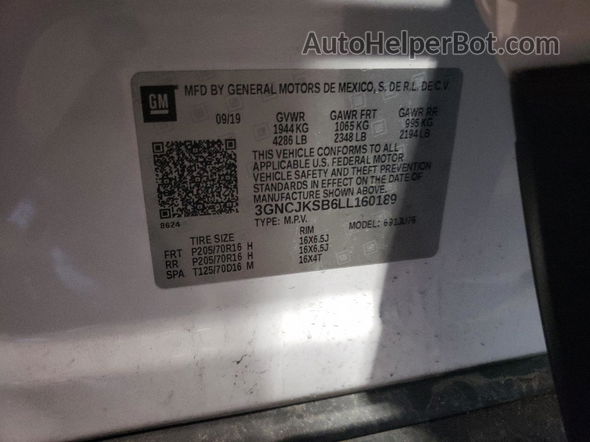 AutoHelperBot.com
GM
MFD BY GENERAL MOTORS DE MEXICO, S. DE R.L. DE C.V.
09/19 GVWR GAWR FRT GAWR RR
1944 KG 1065 KG 995 KG
4286 LB 2348 LB 2194 LB
THIS VEHICLE CONFORMS TO ALL
APPLICABLE U.S. FEDERAL MOTOR
VEHICLE SAFETY AND THEFT PREVENTION
STANDARDS IN EFFECT ON THE DATE OF
MANUFACTURE SHOWN ABOVE.
3GNCJKSB6LL160189
8624 TYPE: M.P.V. MODEL:
TIRE SIZE RIM
FRT P205/70R16 H 16X6.5J
RR P205/70R16 H 16X6.5J
SPA T125/70D16 M 16X4T